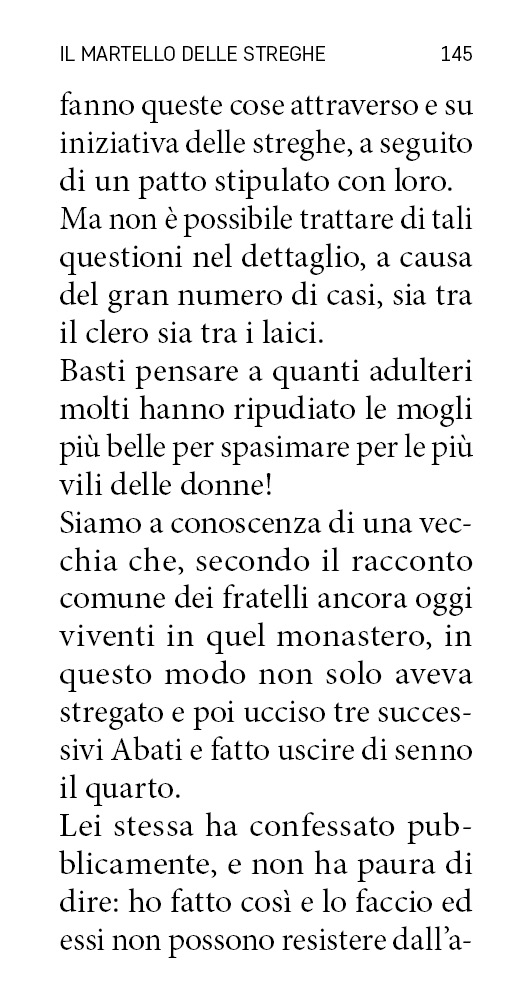 IL MARTELLO DELLE STREGHE 145
fanno queste cose attraverso e su
iniziativa delle streghe, a seguito
di un patto stipulato con loro.
Ma non è possibile trattare di tali
questioni nel dettaglio, a causa
del gran numero di casi, sia tra
il clero sia tra i laici.
Basti pensare a quanti adulteri
molti hanno ripudiato le mogli
più belle per spasimare per le più
vili delle donne!
Siamo a conoscenza di una vec-
chia che, secondo il racconto
comune dei fratelli ancora oggi
viventi in quel monastero, in
questo modo non solo aveva
stregato e poi ucciso tre succes-
sivi Abati e fatto uscire di senno
il quarto.
Lei stessa ha confessato pub-
blicamente, e non ha paura di
dire: ho fatto così e lo faccio ed
essi non possono resistere dall’a-